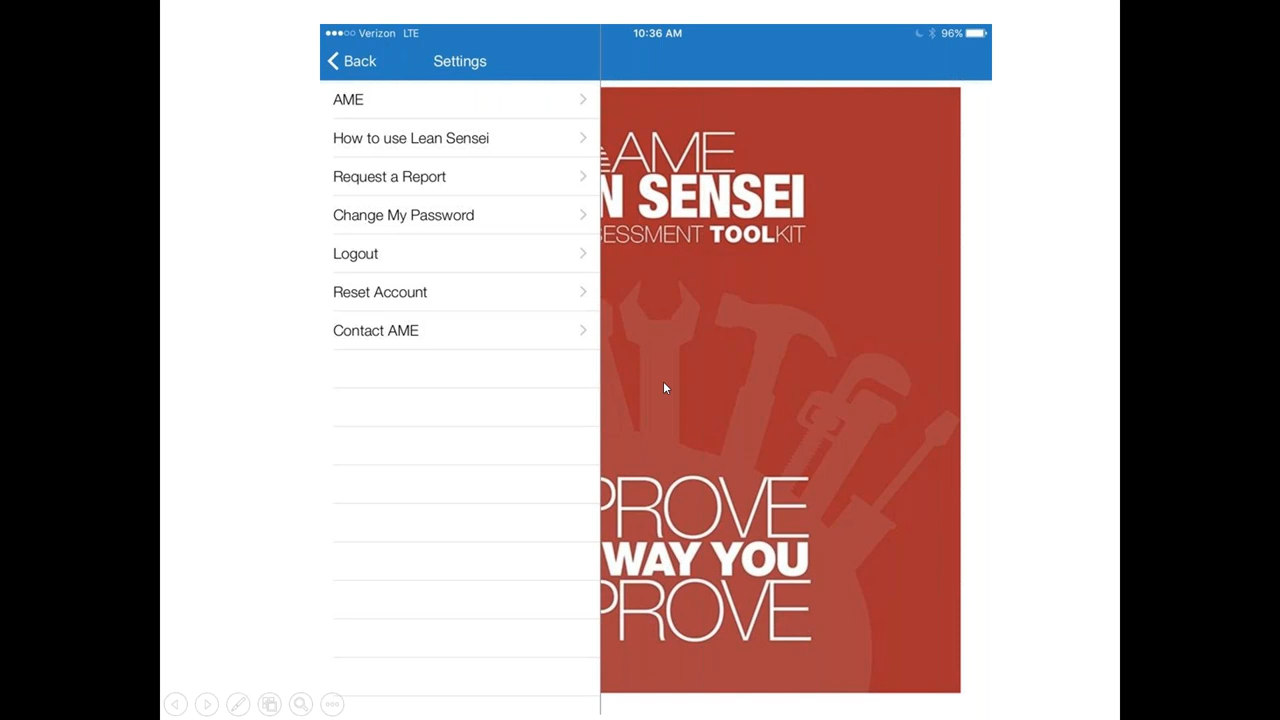 Verizon LTE 10:36 AM 96%
Back Settings
AME
How to use Lean Sensei
Request a Report
Change My Password
Logout
Reset Account
Contact AME
AME
N SENSEI
ESSMENT TOOLKIT
PROVE
WAY YOU
PROVE